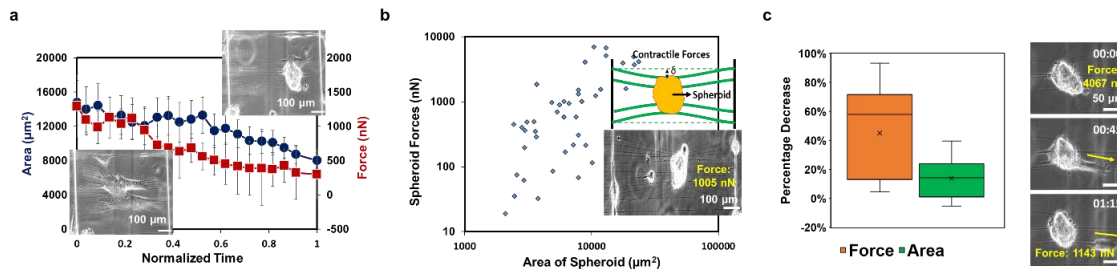 a
b
c
20000
16000
12000
8000
4000
0
Area (µm²)
2000
1500
1000
500
0
-500
Force (nN)
0
0.2
0.4
0.6
0.8
1
Normalized Time
100 µm
100 µm
10000
1000
100
10
Spheroid Forces (nN)
1000
10000
100000
Area of Spheroid (µm²)
Contractile Forces
δ
Spheroid
Force:
1005 nN
100 µm
100%
80%
60%
40%
20%
0%
-20%
Percentage Decrease
Force
Area
00:00
Force:
4067 nN
50 µm
01:15
Force: 1143 nN